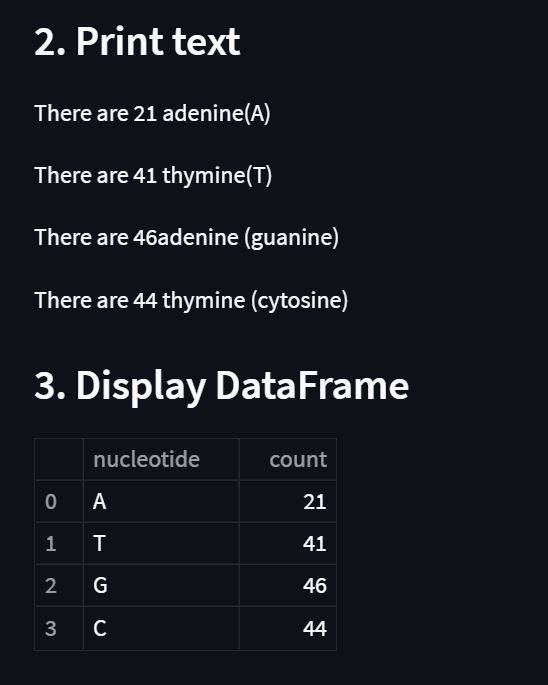 2. Print text
There are 21 adenine(A)
There are 41 thymine(T)
There are 46adenine (guanine)
There are 44 thymine (cytosine)
3. Display DataFrame
nucleotide count
0 A 21
1 T 41
2 G 46
3 C 44